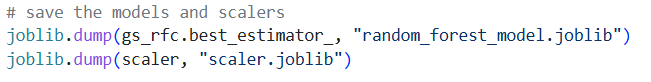 # save the models and scalers
joblib.dump(gs_rfc.best_estimator_, "random_forest_model.joblib")
joblib.dump(scaler, "scaler.joblib")